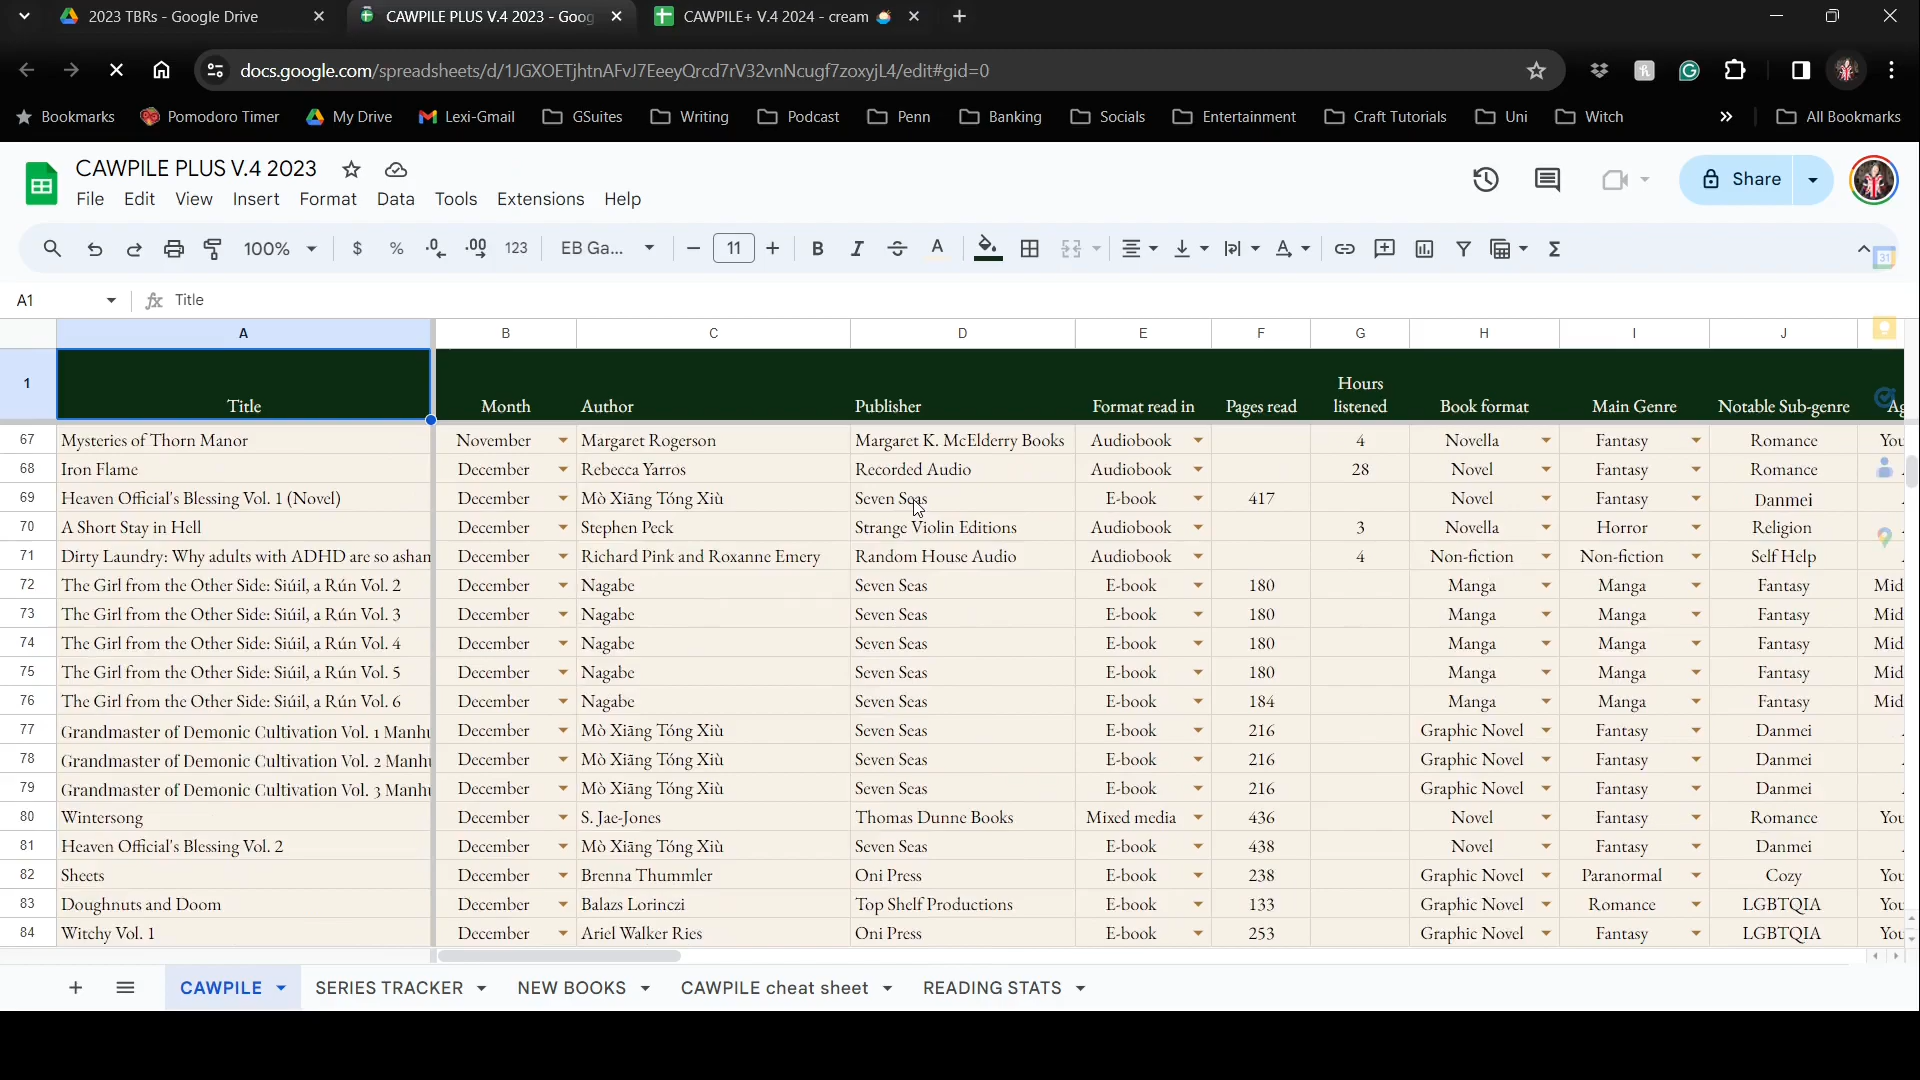 2023 TBRs - Google Drive
CAWPILE PLUS V.4 2023 - Goog
CAWPILE+ V.4 2024 - cream
docs.google.com/spreadsheets/d/1JGXOETjhtnAFvJ7EeeyQrcd7rV32vnNcugf7zoxyjL4/edit#gid=0
Bookmarks Pomodoro Timer My Drive Lexi-Gmail GSuites Writing Podcast Penn Banking Socials Entertainment Craft Tutorials Uni Witch » All Bookmarks
CAWPILE PLUS V.4 2023
File Edit View Insert Format Data Tools Extensions Help
Share
100% $ % .0 .00 123 EB Ga... 11 B I S A Σ
31
A1 fx Title
A B C D E F G H I J
1 Title Month Author Publisher Format read in Pages read Hours listened Book format Main Genre Notable Sub-genre Ag
67 Mysteries of Thorn Manor November Margaret Rogerson Margaret K. McElderry Books Audiobook 4 Novella Fantasy Romance You
68 Iron Flame December Rebecca Yarros Recorded Audio Audiobook 28 Novel Fantasy Romance
69 Heaven Official's Blessing Vol. 1 (Novel) December Mò Xiāng Tóng Xiù Seven Seas E-book 417 Novel Fantasy Danmei
70 A Short Stay in Hell December Stephen Peck Strange Violin Editions Audiobook 3 Novella Horror Religion
71 Dirty Laundry: Why adults with ADHD are so asham December Richard Pink and Roxanne Emery Random House Audio Audiobook 4 Non-fiction Non-fiction Self Help
72 The Girl from the Other Side: Siúil, a Rún Vol. 2 December Nagabe Seven Seas E-book 180 Manga Manga Fantasy Mid
73 The Girl from the Other Side: Siúil, a Rún Vol. 3 December Nagabe Seven Seas E-book 180 Manga Manga Fantasy Mid
74 The Girl from the Other Side: Siúil, a Rún Vol. 4 December Nagabe Seven Seas E-book 180 Manga Manga Fantasy Mid
75 The Girl from the Other Side: Siúil, a Rún Vol. 5 December Nagabe Seven Seas E-book 180 Manga Manga Fantasy Mid
76 The Girl from the Other Side: Siúil, a Rún Vol. 6 December Nagabe Seven Seas E-book 184 Manga Manga Fantasy Mid
77 Grandmaster of Demonic Cultivation Vol. 1 Manhu December Mò Xiāng Tóng Xiù Seven Seas E-book 216 Graphic Novel Fantasy Danmei
78 Grandmaster of Demonic Cultivation Vol. 2 Manhu December Mò Xiāng Tóng Xiù Seven Seas E-book 216 Graphic Novel Fantasy Danmei
79 Grandmaster of Demonic Cultivation Vol. 3 Manhu December Mò Xiāng Tóng Xiù Seven Seas E-book 216 Graphic Novel Fantasy Danmei
80 Wintersong December S. Jae-Jones Thomas Dunne Books Mixed media 436 Novel Fantasy Romance You
81 Heaven Official's Blessing Vol. 2 December Mò Xiāng Tóng Xiù Seven Seas E-book 438 Novel Fantasy Danmei
82 Sheets December Brenna Thummler Oni Press E-book 238 Graphic Novel Paranormal Cozy You
83 Doughnuts and Doom December Balazs Lorinczi Top Shelf Productions E-book 133 Graphic Novel Romance LGBTQIA You
84 Witchy Vol. 1 December Ariel Walker Ries Oni Press E-book 253 Graphic Novel Fantasy LGBTQIA You
CAWPILE SERIES TRACKER NEW BOOKS CAWPILE cheat sheet READING STATS